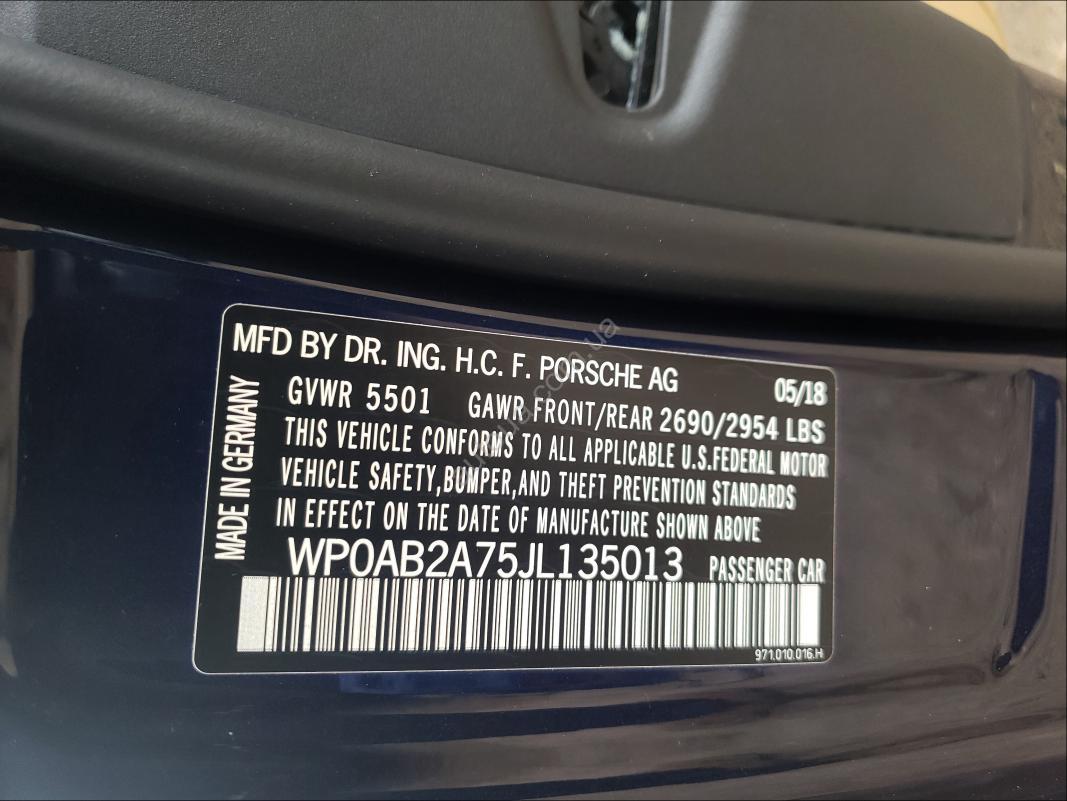 MFD BY DR. ING. H.C. F. PORSCHE AG 05/18
GVWR 5501 GAWR FRONT/REAR 2690/2954 LBS
THIS VEHICLE CONFORMS TO ALL APPLICABLE U.S.FEDERAL MOTOR
VEHICLE SAFETY,BUMPER,AND THEFT PREVENTION STANDARDS
IN EFFECT ON THE DATE OF MANUFACTURE SHOWN ABOVE
WP0AB2A75JL135013 PASSENGER CAR
971.010.016.H
MADE IN GERMANY